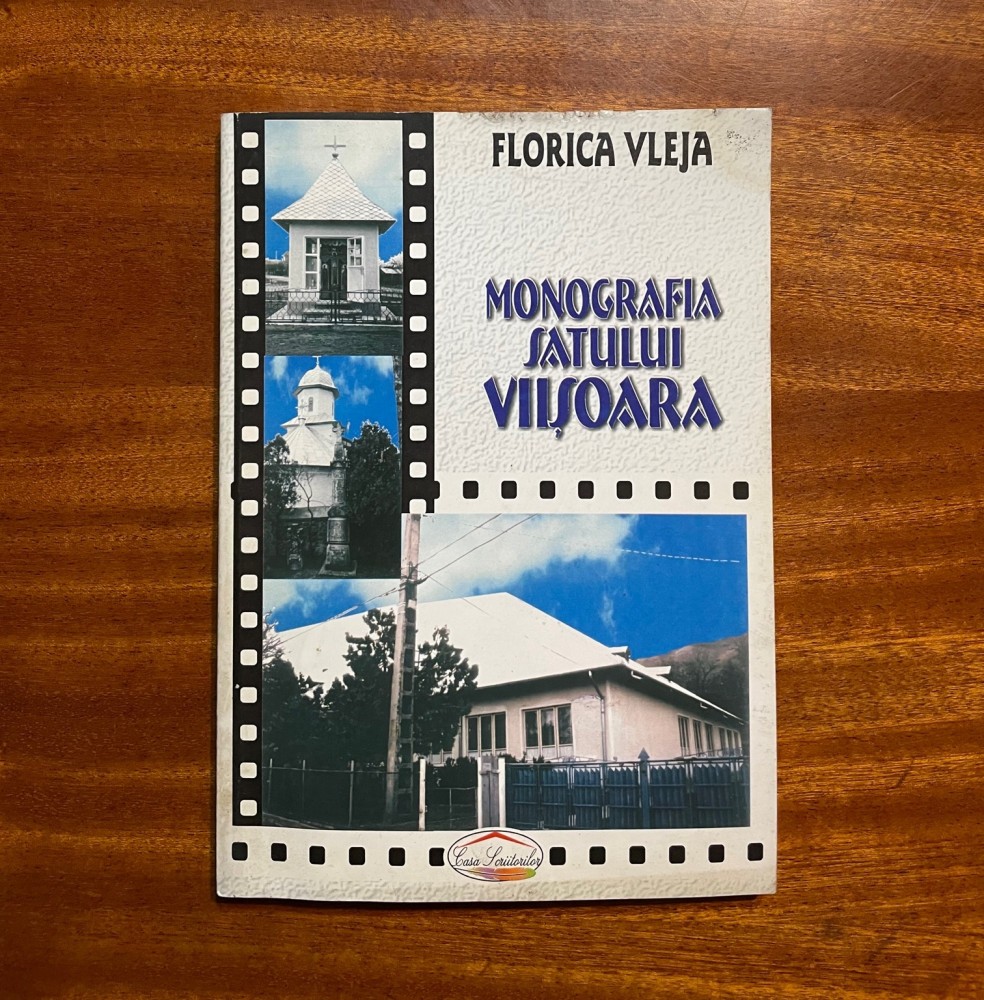 FLORICA VLEJA
MONOGRAFIA
SATULUI
VIIȘOARA
Casa Scriitorilor